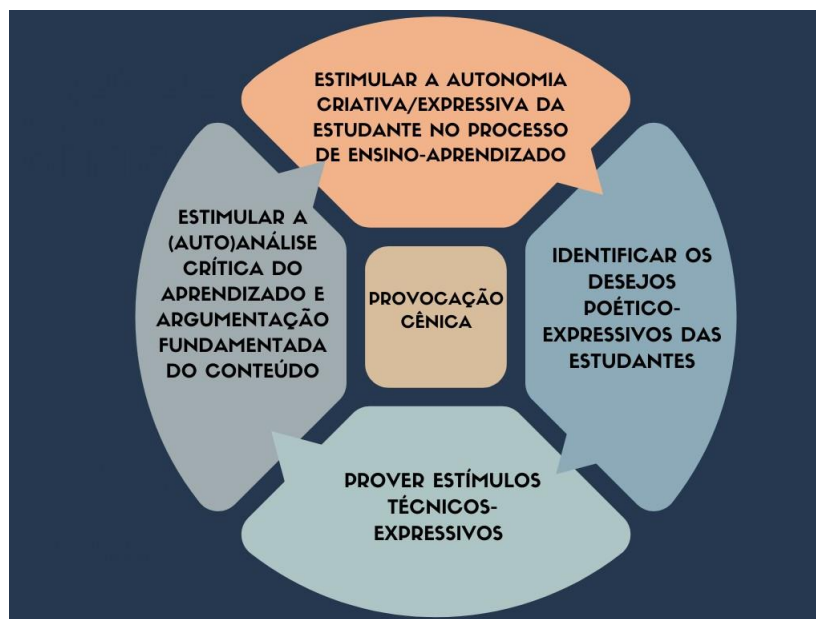 ESTIMULAR A AUTONOMIA
CRIATIVA/EXPRESSIVA DA
ESTUDANTE NO PROCESSO
DE ENSINO-APRENDIZADO
IDENTIFICAR OS
DESEJOS
POÉTICO-
EXPRESSIVOS DAS
ESTUDANTES
PROVER ESTÍMULOS
TÉCNICOS-
EXPRESSIVOS
ESTIMULAR A
(AUTO)ANÁLISE
CRÍTICA DO
APRENDIZADO E
ARGUMENTAÇÃO
FUNDAMENTADA
DO CONTEÚDO
PROVOCAÇÃO
CÊNICA